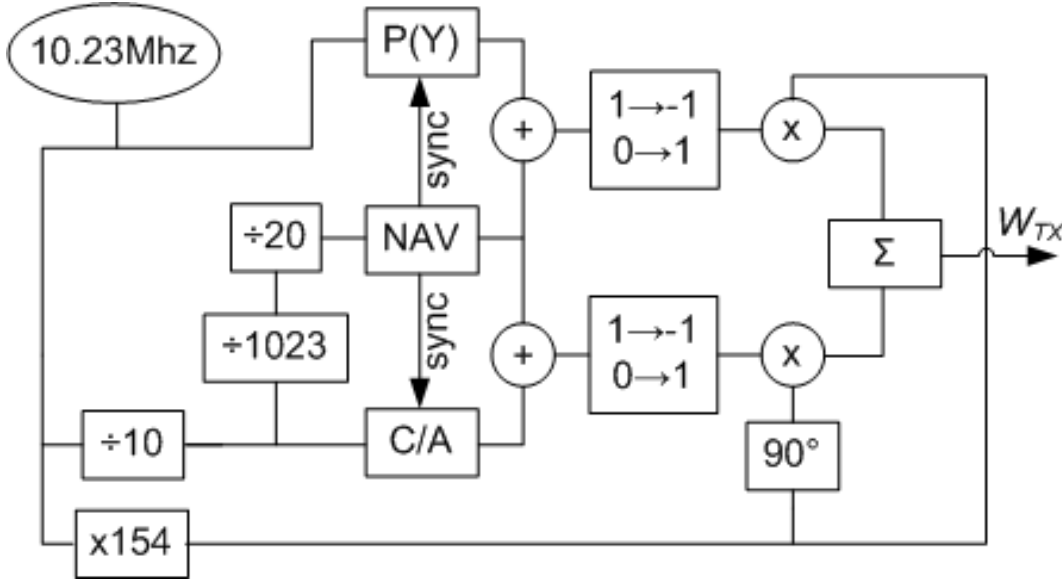 10.23Mhz
P(Y)
1→-1
0→1
+
x
sync
÷20
NAV
Σ
W_TX
÷1023
sync
1→-1
0→1
+
x
÷10
C/A
90°
x154